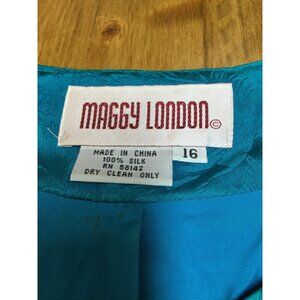 MAGGY LONDON©
MADE IN CHINA
100% SILK
RN 58142
DRY CLEAN ONLY
16